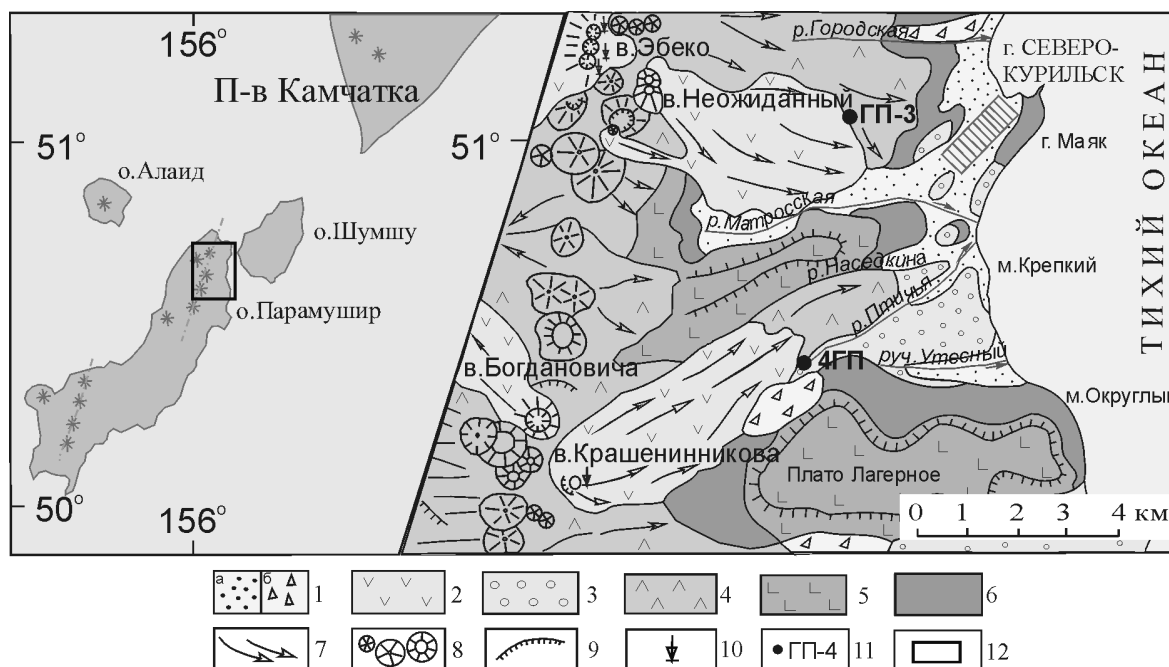 156°
П-в Камчатка
51°
о.Алаид
о.Шумшу
о.Парамушир
50°
156°
51°
в.Эбеко
р.Городская
г. СЕВЕРО-
КУРИЛЬСК
в.Неожиданный
ГП-3
г. Маяк
р.Матросская
р.Наседкина
м.Крепкий
р.Птичья
4ГП
руч.Утесный
в.Богдановича
м.Округлый
в.Крашенинникова
Плато Лагерное
ТИХИЙ ОКЕАН
0 1 2 3 4 км
а б 1 2 3 4 5 6
7 8 9 10 ГП-4 11 12